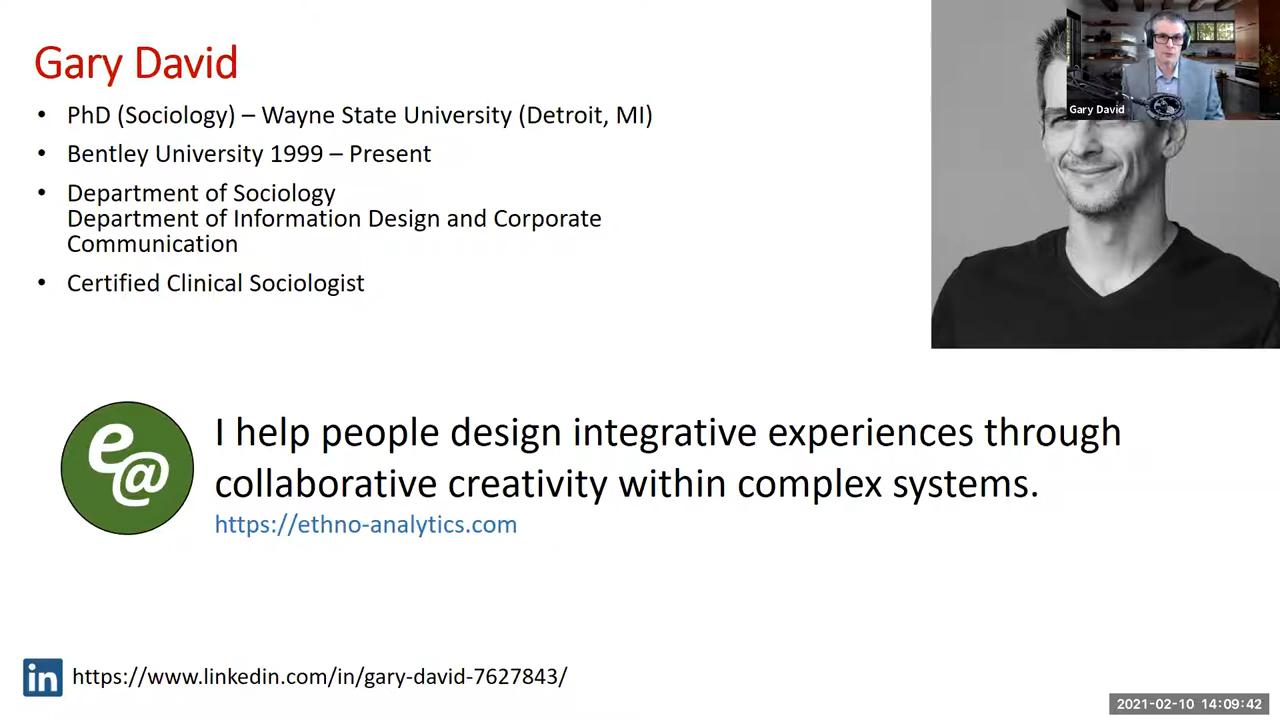 Gary David
• PhD (Sociology) – Wayne State University (Detroit, MI)
• Bentley University 1999 – Present
• Department of Sociology
Department of Information Design and Corporate
Communication
• Certified Clinical Sociologist
Gary David
e@
I help people design integrative experiences through
collaborative creativity within complex systems.
https://ethno-analytics.com
in https://www.linkedin.com/in/gary-david-7627843/
2021-02-10 14:09:42